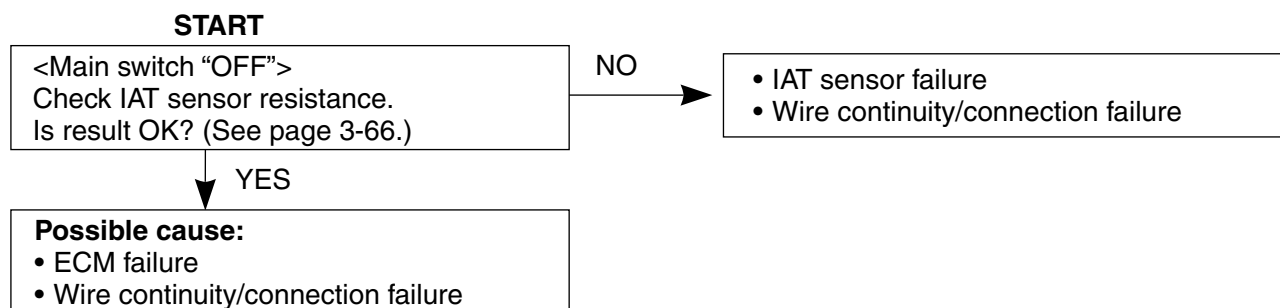 START
<Main switch “OFF”>
Check IAT sensor resistance.
Is result OK? (See page 3-66.)
NO
• IAT sensor failure
• Wire continuity/connection failure
YES
Possible cause:
• ECM failure
• Wire continuity/connection failure